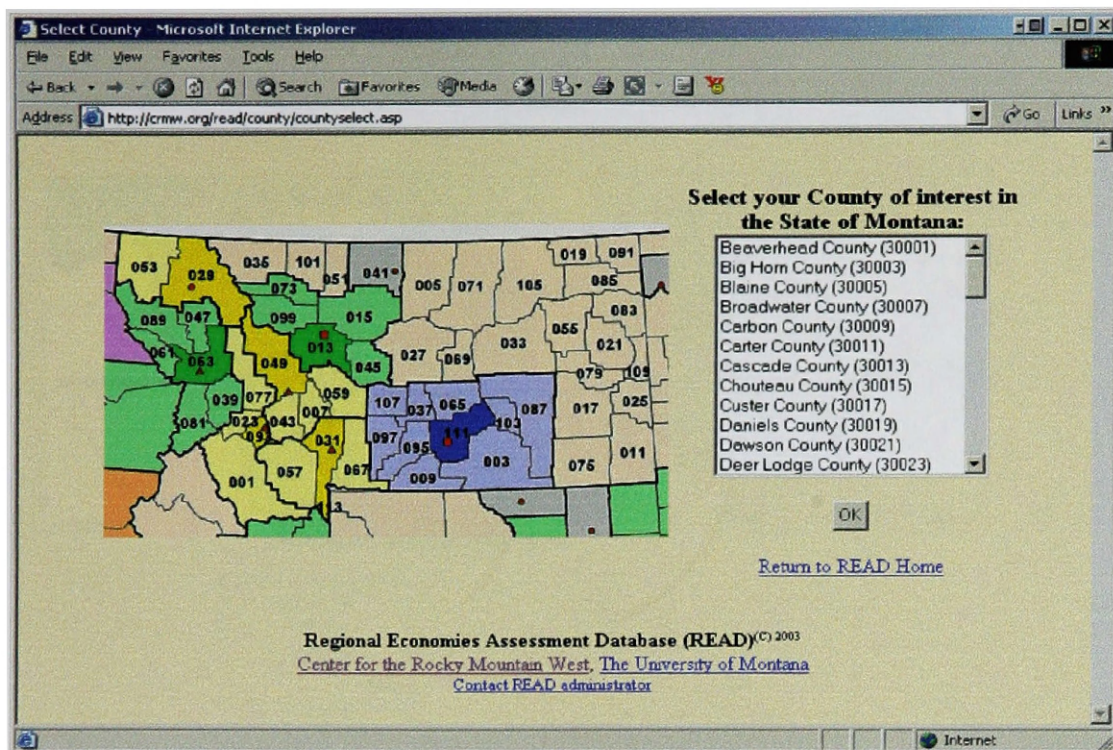 Select County - Microsoft Internet Explorer
File Edit View Favorites Tools Help
Back Search Favorites Media
Address http://crmw.org/read/county/countyselect.asp Go Links »
Select your County of interest in
the State of Montana:
Beaverhead County (30001)
Big Horn County (30003)
Blaine County (30005)
Broadwater County (30007)
Carbon County (30009)
Carter County (30011)
Cascade County (30013)
Chouteau County (30015)
Custer County (30017)
Daniels County (30019)
Dawson County (30021)
Deer Lodge County (30023)
OK
Return to READ Home
053 029 035 101 051 041 005 071 105 019 091
073 085
089 047 099 015 083
055
061 063 013 027 069 033 021
049 045
079 109
039 077 059 107 037 065 087 017 025
081 023 043 007 103
031 097 095 111
001 057 067 009 003 075 011
Regional Economies Assessment Database (READ)(C) 2003
Center for the Rocky Mountain West, The University of Montana
Contact READ administrator
Internet